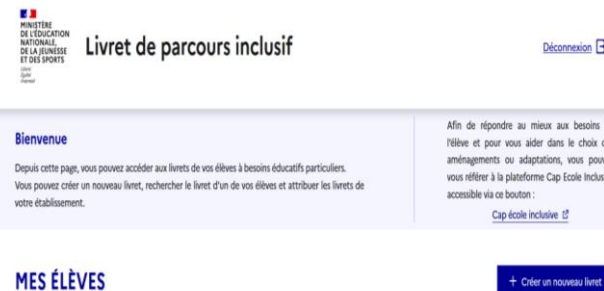 MINISTÈRE
DE L'ÉDUCATION
NATIONALE,
DE LA JEUNESSE
ET DES SPORTS
Liberté
Égalité
Fraternité
Livret de parcours inclusif
Déconnexion
Bienvenue
Depuis cette page, vous pouvez accéder aux livrets de vos élèves à besoins éducatifs particuliers.
Vous pouvez créer un nouveau livret, rechercher le livret d'un de vos élèves et attribuer les livrets de
votre établissement.
Afin de répondre au mieux aux besoins
l'élève et pour vous aider dans le choix
aménagements ou adaptations, vous
vous référer à la plateforme Cap Ecole
accessible via ce bouton :
Cap école inclusive
MES ÉLÈVES
+ Créer un nouveau livret